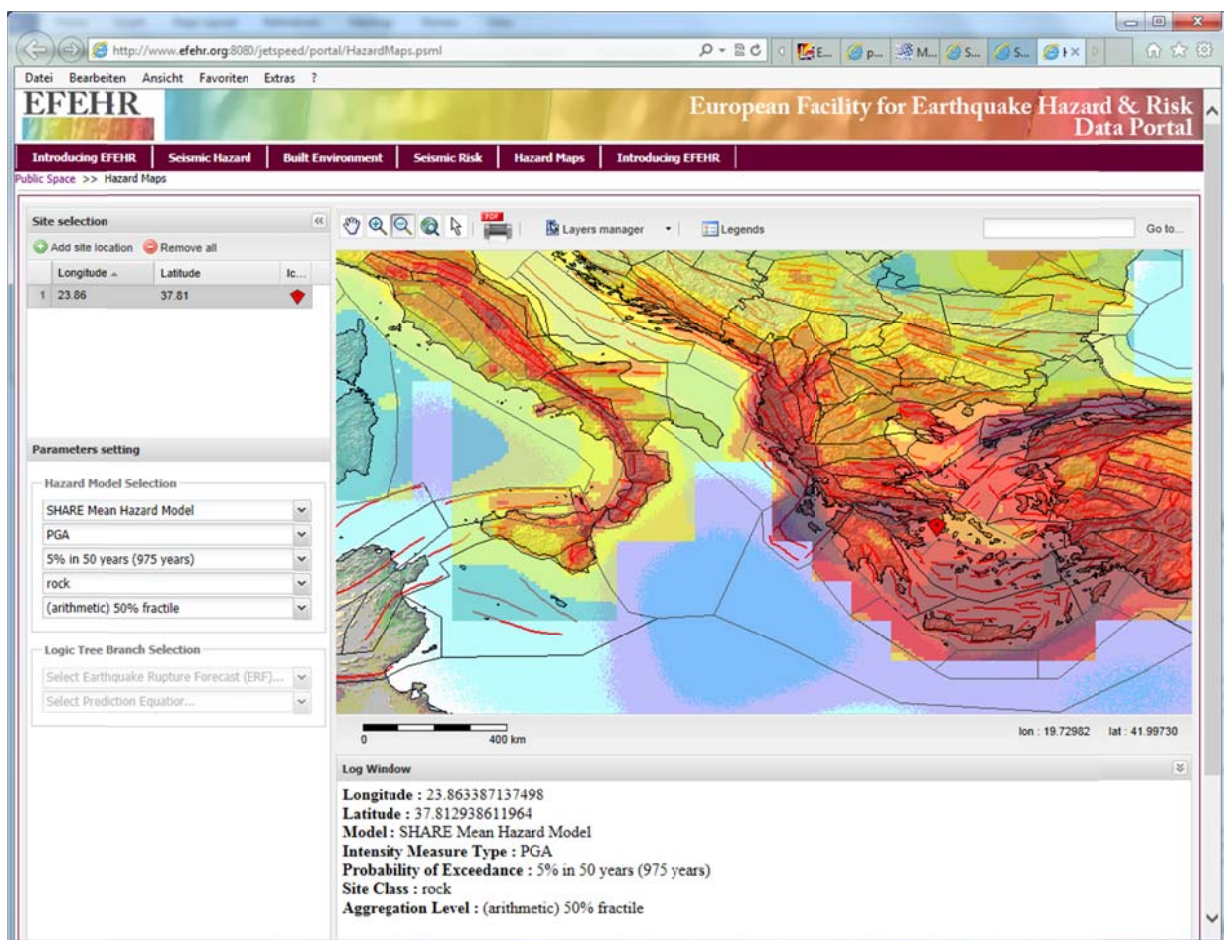 http://www.efehr.org:8080/jetspeed/portal/HazardMaps.psml
E...
p...
M...
S...
S...
Datei Bearbeiten Ansicht Favoriten Extras ?
EFEHR
European Facility for Earthquake Hazard & Risk
Data Portal
Introducing EFEHR Seismic Hazard Built Environment Seismic Risk Hazard Maps Introducing EFEHR
Public Space >> Hazard Maps
Site selection
Add site location Remove all
Longitude Latitude Ic...
1 23.86 37.81
PDF
Layers manager
Legends
Go to...
Parameters setting
Hazard Model Selection
SHARE Mean Hazard Model
PGA
5% in 50 years (975 years)
rock
(arithmetic) 50% fractile
Logic Tree Branch Selection
Select Earthquake Rupture Forecast (ERF)...
Select Prediction Equatior...
0 400 km
lon : 19.72982 lat : 41.99730
Log Window
Longitude : 23.863387137498
Latitude : 37.812938611964
Model : SHARE Mean Hazard Model
Intensity Measure Type : PGA
Probability of Exceedance : 5% in 50 years (975 years)
Site Class : rock
Aggregation Level : (arithmetic) 50% fractile